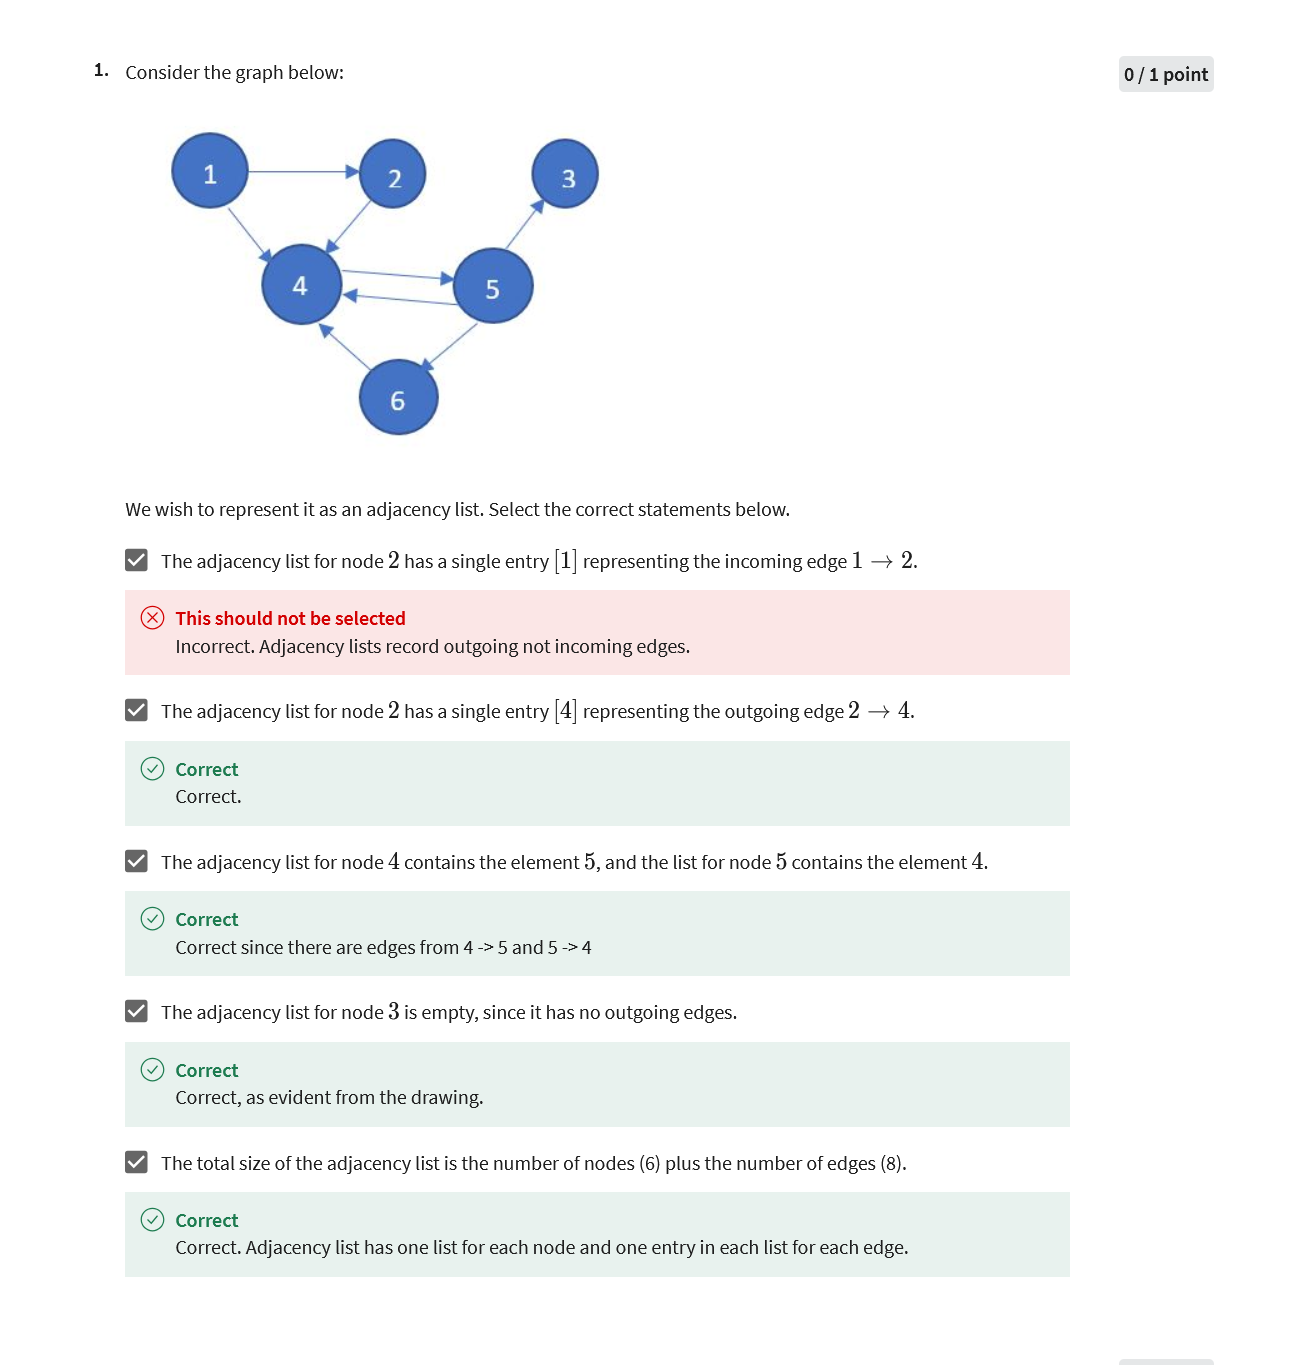 1. Consider the graph below:
0 / 1 point
1
2
3
4
5
6
We wish to represent it as an adjacency list. Select the correct statements below.
The adjacency list for node 2 has a single entry [1] representing the incoming edge 1 → 2.
This should not be selected
Incorrect. Adjacency lists record outgoing not incoming edges.
The adjacency list for node 2 has a single entry [4] representing the outgoing edge 2 → 4.
Correct
Correct.
The adjacency list for node 4 contains the element 5, and the list for node 5 contains the element 4.
Correct
Correct since there are edges from 4 -> 5 and 5 -> 4
The adjacency list for node 3 is empty, since it has no outgoing edges.
Correct
Correct, as evident from the drawing.
The total size of the adjacency list is the number of nodes (6) plus the number of edges (8).
Correct
Correct. Adjacency list has one list for each node and one entry in each list for each edge.